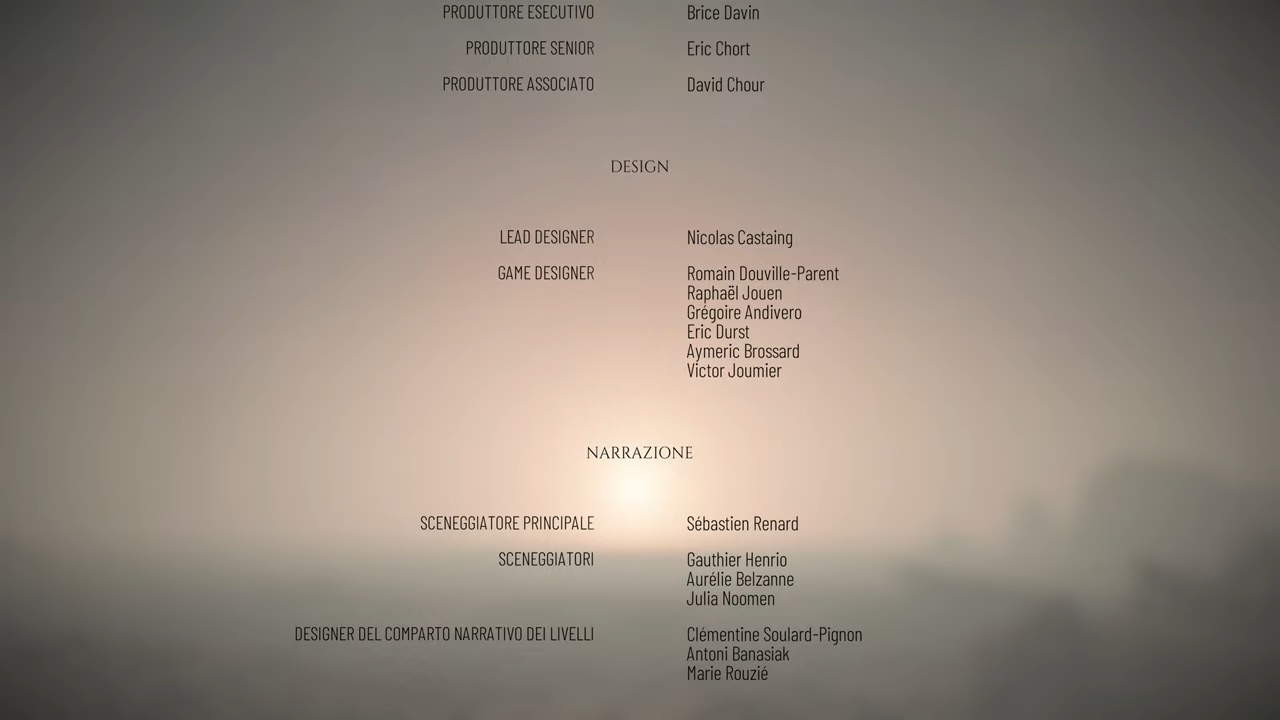 PRODUTTORE ESECUTIVO Brice Davin
PRODUTTORE SENIOR Eric Chort
PRODUTTORE ASSOCIATO David Chour
DESIGN
LEAD DESIGNER Nicolas Castaing
GAME DESIGNER Romain Douville-Parent
Raphaël Jouen
Grégoire Andivero
Eric Durst
Aymeric Brossard
Victor Joumier
NARRAZIONE
SCENEGGIATORE PRINCIPALE Sébastien Renard
SCENEGGIATORI Gauthier Henrio
Aurélie Belzanne
Julia Noomen
DESIGNER DEL COMPARTO NARRATIVO DEI LIVELLI Clémentine Soulard-Pignon
Antoni Banasiak
Marie Rouzié